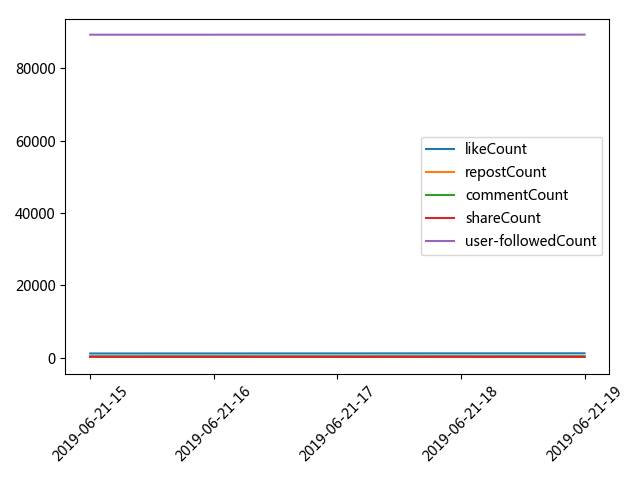 80000
60000
40000
20000
0
likeCount
repostCount
commentCount
shareCount
user-followedCount
2019-06-21-15
2019-06-21-16
2019-06-21-17
2019-06-21-18
2019-06-21-19